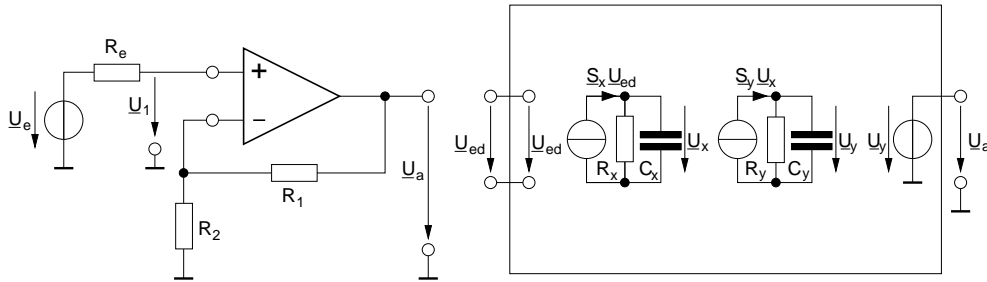 R_e
+
U_e
U_1
−
R_1
R_2
U_a
U_ed
U_ed
S_x U_ed
R_x
C_x
U_x
S_y U_x
R_y
C_y
U_y
U_y
U_a